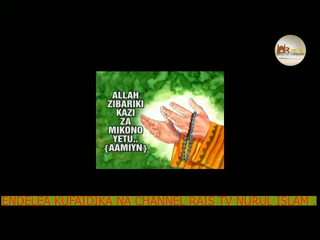 ALLAH
ZIBARIKI
KAZI
ZA
MIKONO
YETU..
{AAMIYN}
ENDELEA KUFAIDIKA NA CHANNEL RAIS TV NURUL ISLAM